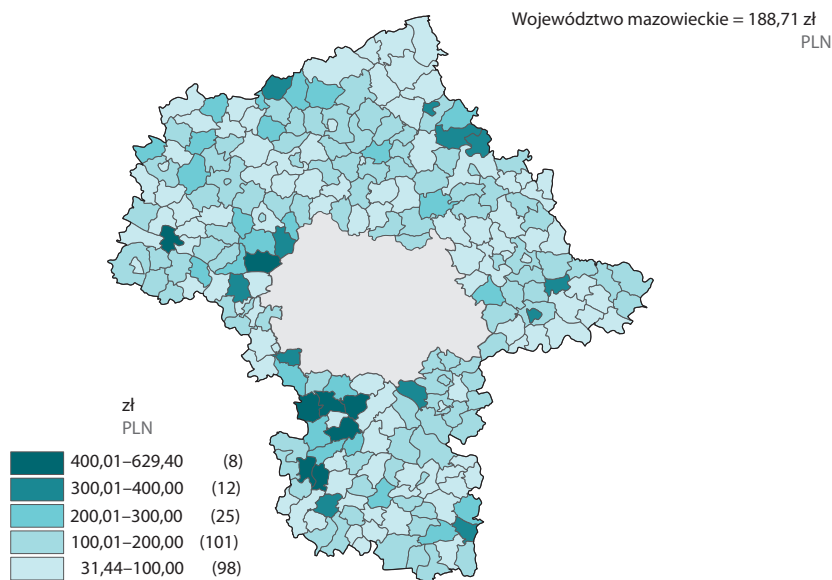 Województwo mazowieckie = 188,71 zł
PLN
zł
PLN
400,01–629,40 (8)
300,01–400,00 (12)
200,01–300,00 (25)
100,01–200,00 (101)
31,44–100,00 (98)